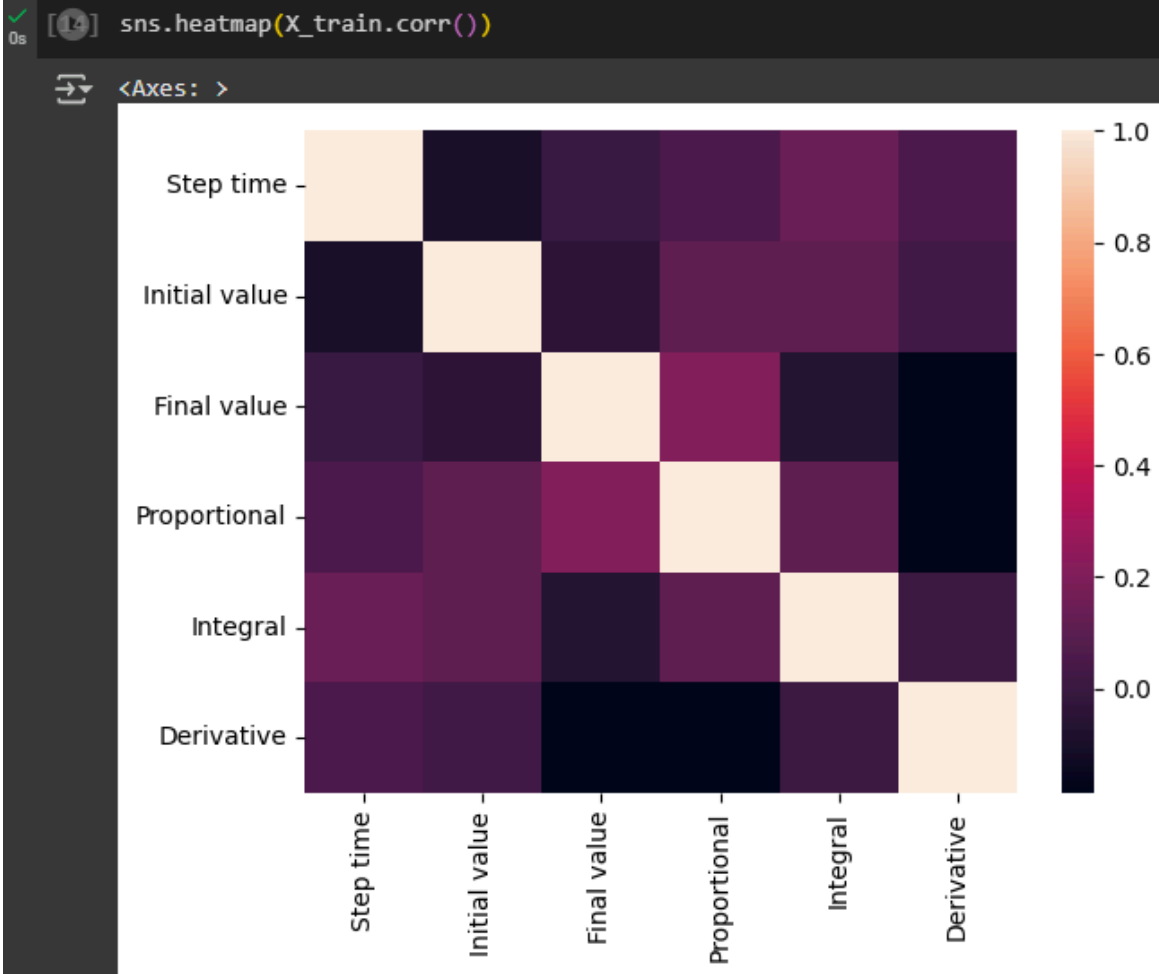 [14] sns.heatmap(X_train.corr())
0s
<Axes: >
1.0
Step time
0.8
Initial value
0.6
Final value
0.4
Proportional
0.2
Integral
0.0
Derivative
Step time Initial value Final value Proportional Integral Derivative